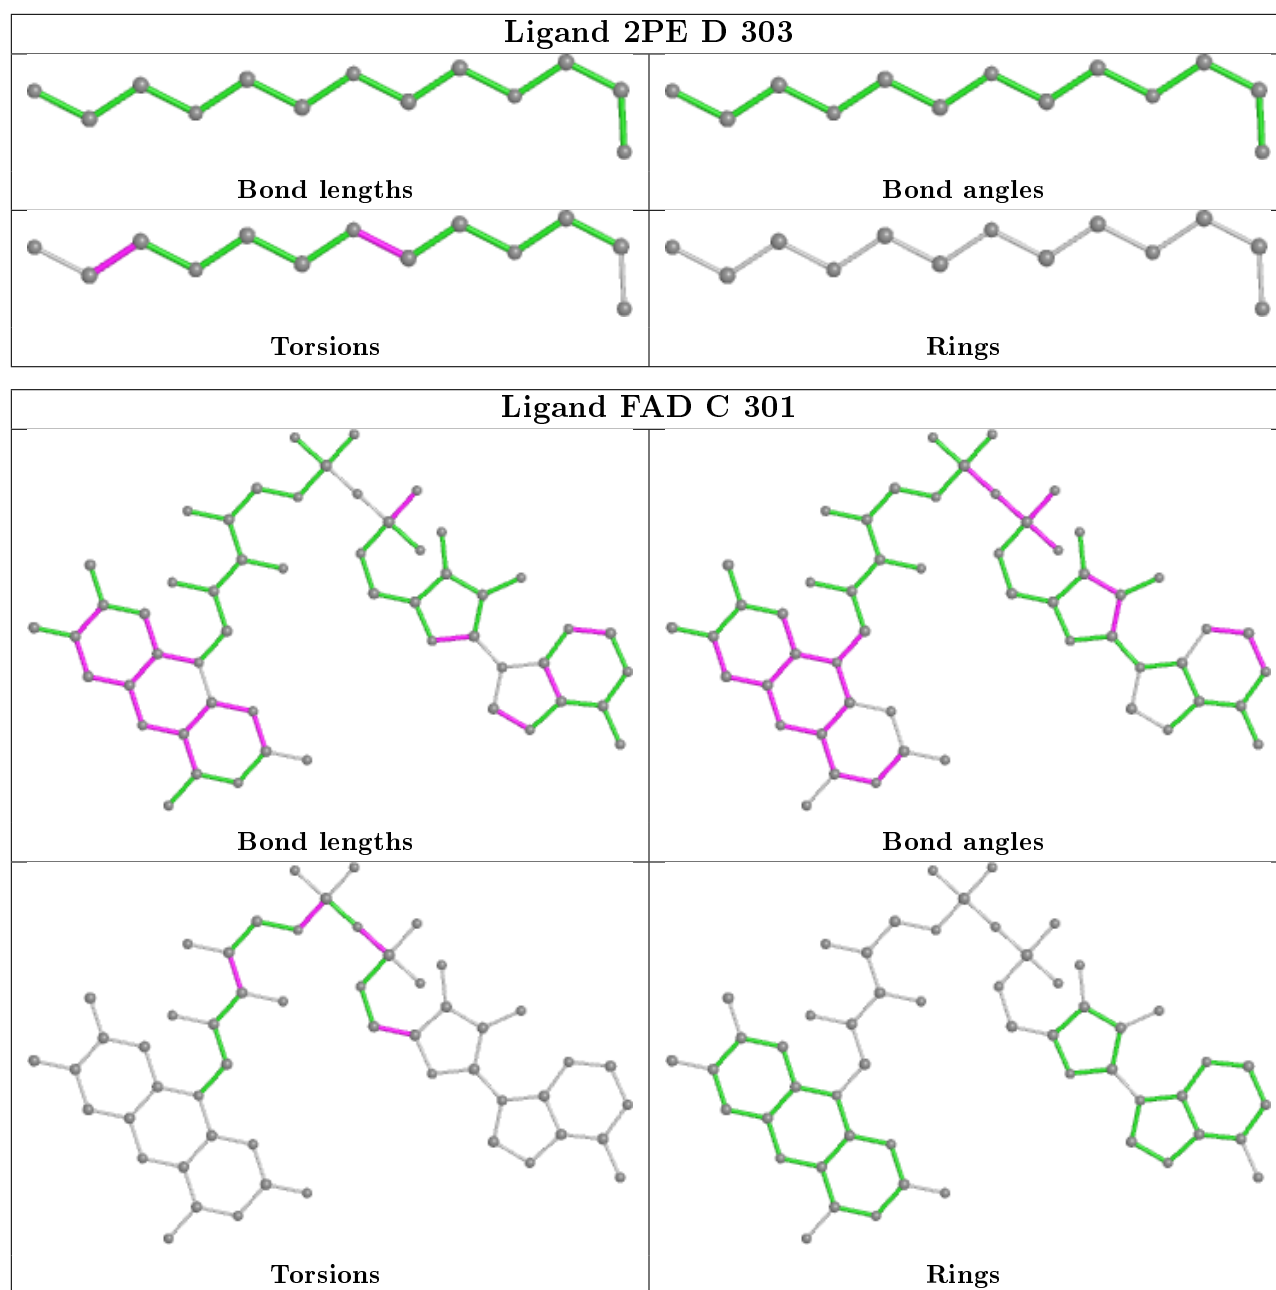 Ligand 2PE D 303
Bond lengths
Bond angles
Torsions
Rings
Ligand FAD C 301
Bond lengths
Bond angles
Torsions
Rings